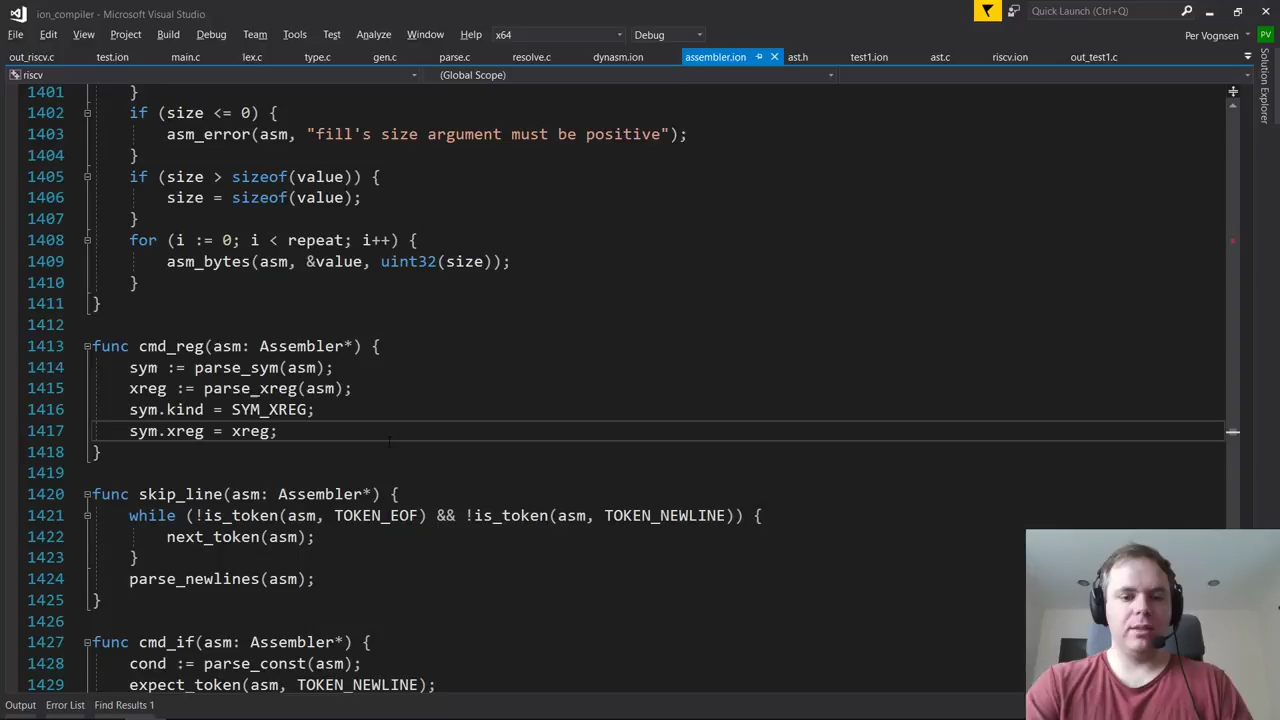 ion_compiler - Microsoft Visual Studio
Quick Launch (Ctrl+Q)
File Edit View Project Build Debug Team Tools Test Analyze Window Help x64 Debug Per Vognsen PV
out_riscv.c test.ion main.c lex.c type.c gen.c parse.c resolve.c dynasm.ion assembler.ion ast.h test1.ion ast.c riscv.ion out_test1.c
riscv (Global Scope)
Solution Explorer
1401 }
1402 if (size <= 0) {
1403 asm_error(asm, "fill's size argument must be positive");
1404 }
1405 if (size > sizeof(value)) {
1406 size = sizeof(value);
1407 }
1408 for (i := 0; i < repeat; i++) {
1409 asm_bytes(asm, &value, uint32(size));
1410 }
1411 }
1412
1413 func cmd_reg(asm: Assembler*) {
1414 sym := parse_sym(asm);
1415 xreg := parse_xreg(asm);
1416 sym.kind = SYM_XREG;
1417 sym.xreg = xreg;
1418 }
1419
1420 func skip_line(asm: Assembler*) {
1421 while (!is_token(asm, TOKEN_EOF) && !is_token(asm, TOKEN_NEWLINE)) {
1422 next_token(asm);
1423 }
1424 parse_newlines(asm);
1425 }
1426
1427 func cmd_if(asm: Assembler*) {
1428 cond := parse_const(asm);
1429 expect_token(asm, TOKEN_NEWLINE);
Output Error List Find Results 1